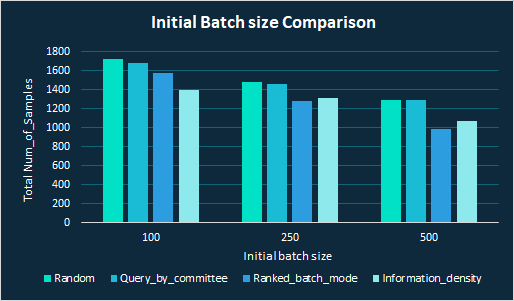 Initial Batch size Comparison
Total Num_of_Samples
1800
1600
1400
1200
1000
800
600
400
200
0
100 250 500
Initial batch size
Random Query_by_committee Ranked_batch_mode Information_density